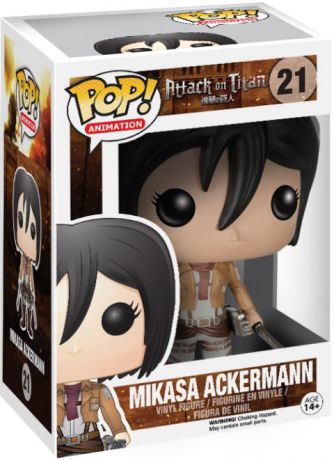 POP!
ANIMATION
Attack on Titan
進撃の巨人
21
POP!
ANIMATION
MIKASA ACKERMANN
21
MIKASA ACKERMANN
VINYL FIGURE / FIGURINE EN VINYLE /
FIGURA DE VINIL
WARNING: Choking Hazard.
May contain small parts.
AGE
14+